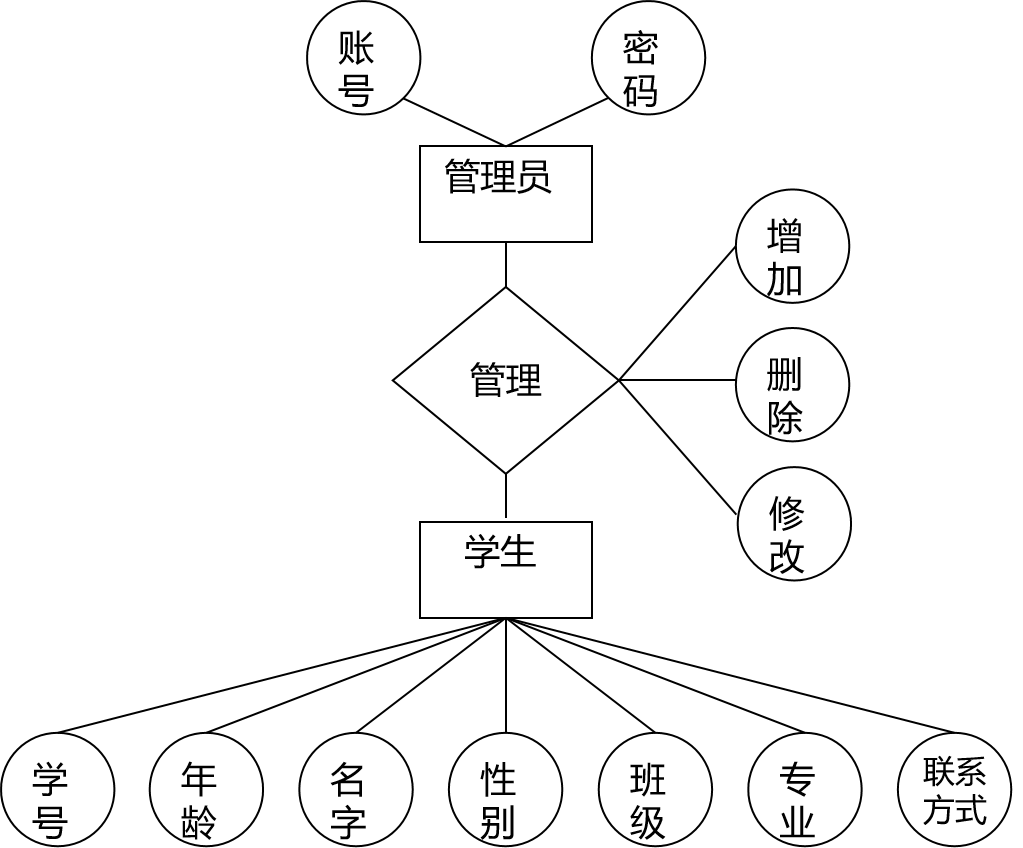 账
号
密
码
管理员
增
加
管理
删
除
修
改
学生
学
号
年
龄
名
字
性
别
班
级
专
业
联系
方式